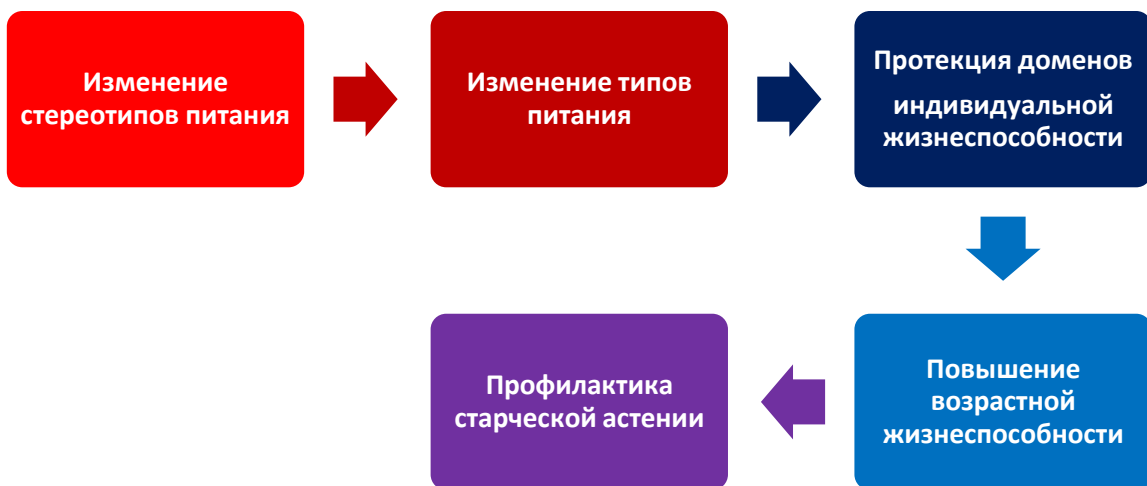 Изменение
стереотипов питания
Изменение типов
питания
Протекция доменов
индивидуальной
жизнеспособности
Повышение
возрастной
жизнеспособности
Профилактика
старческой астении